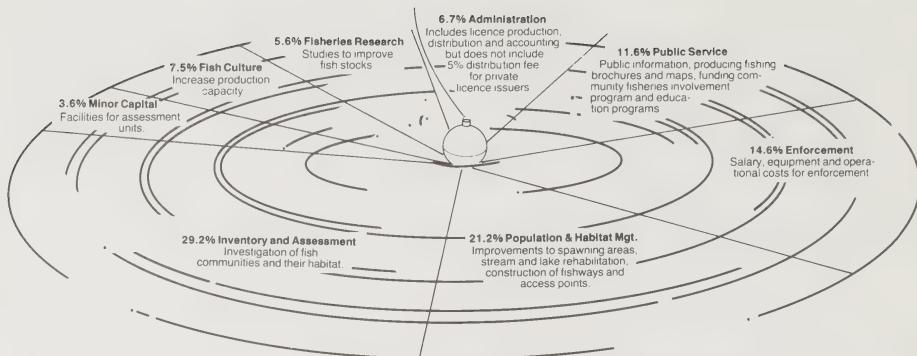 6.7% Administration
Includes licence production,
distribution and accounting
but does not include
5% distribution fee
for private
licence issuers
5.6% Fisheries Research
Studies to improve
fish stocks
11.6% Public Service
Public information, producing fishing
brochures and maps, funding com-
munity fisheries involvement
program and educa-
tion programs
7.5% Fish Culture
Increase production
capacity
3.6% Minor Capital
Facilities for assessment
units.
14.6% Enforcement
Salary, equipment and opera-
tional costs for enforcement
29.2% Inventory and Assessment
Investigation of fish
communities and their habitat.
21.2% Population & Habitat Mgt.
Improvements to spawning areas,
stream and lake rehabilitation,
construction of fishways and
access points.